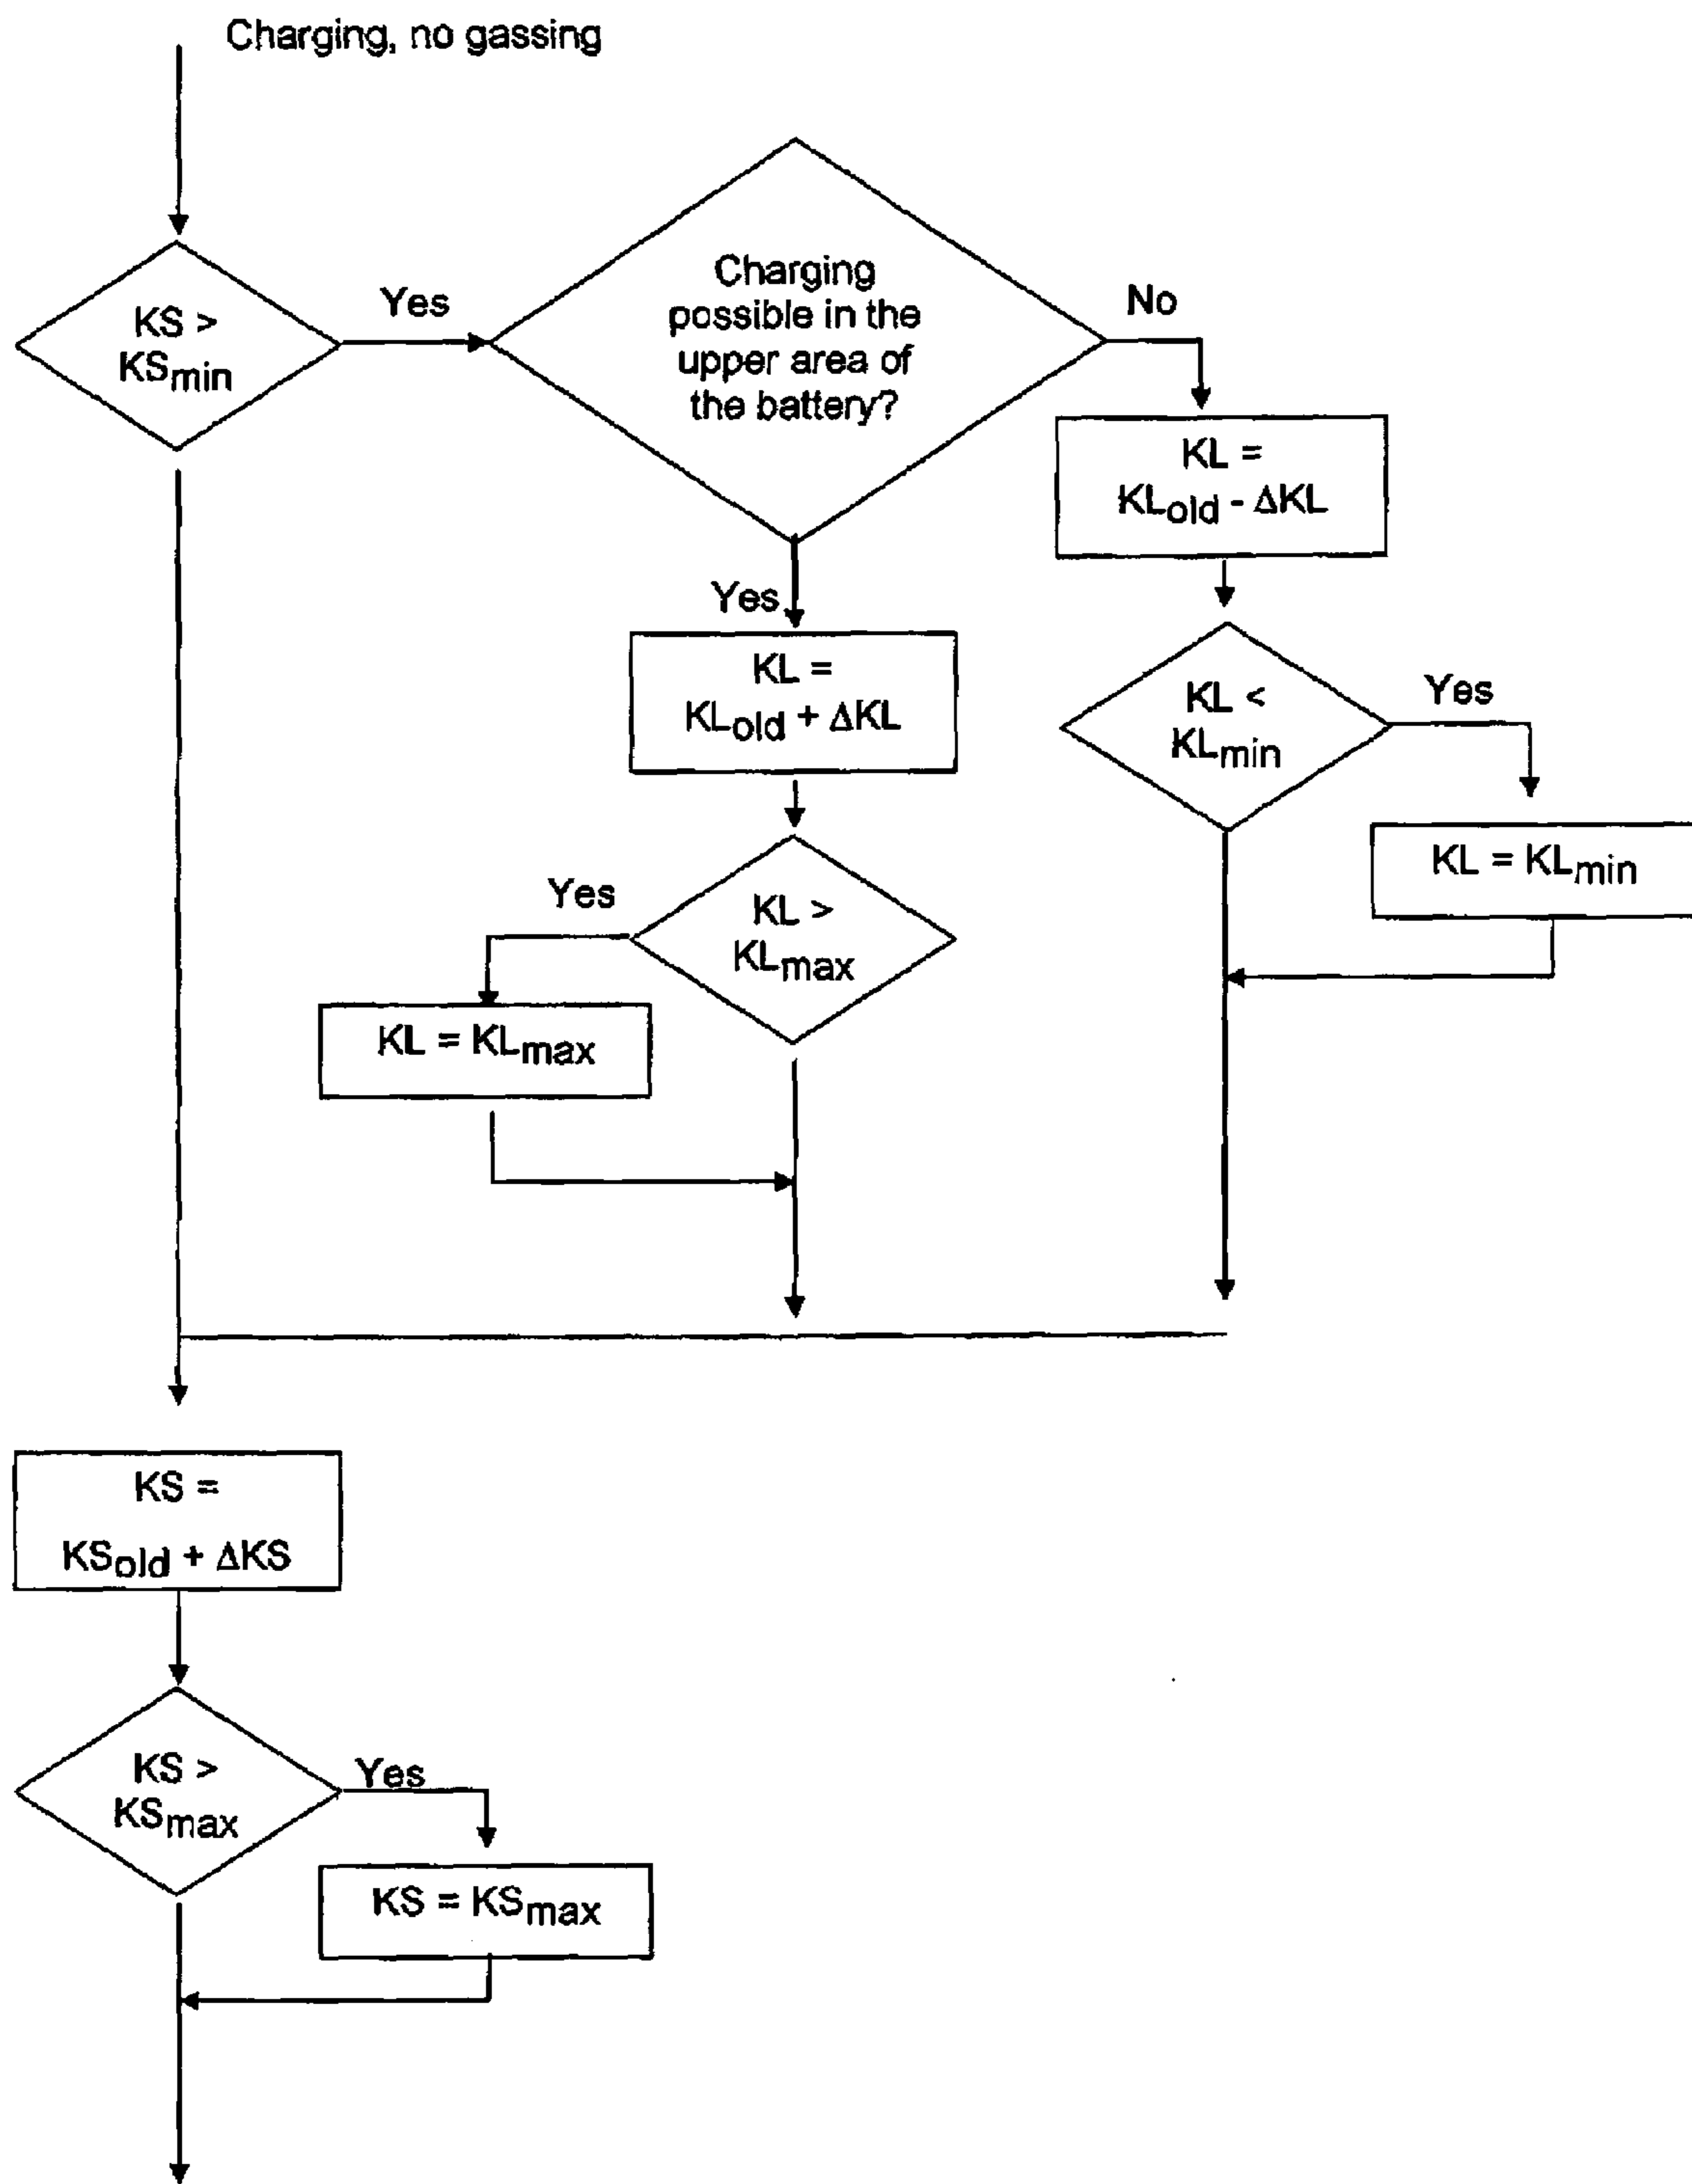 Charging, no gassing
KS >
KSmin
Yes
Charging
possible in the
upper area of
the battery?
No
KL =
KLold - ΔKL
Yes
KL =
KLold + ΔKL
KL <
KLmin
Yes
KL = KLmin
Yes
KL >
KLmax
KL = KLmax
KS =
KSold + ΔKS
KS >
KSmax
Yes
KS = KSmax